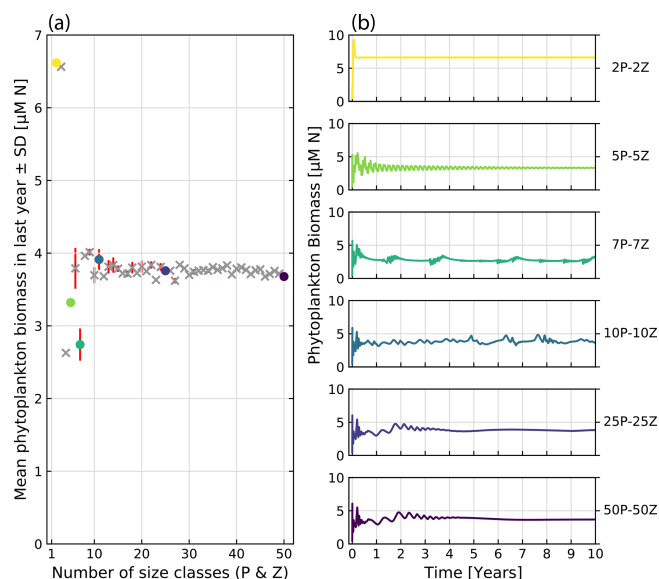 (a)
Mean phytoplankton biomass in last year ± SD [μM N]
7
6
5
4
3
2
1
0
1 10 20 30 40 50
Number of size classes (P & Z)
(b)
Phytoplankton Biomass [μM N]
10
5
0
2P-2Z
10
5
0
5P-5Z
10
5
0
7P-7Z
10
5
0
10P-10Z
10
5
0
25P-25Z
10
5
0
50P-50Z
0 1 2 3 4 5 6 7 8 9 10
Time [Years]